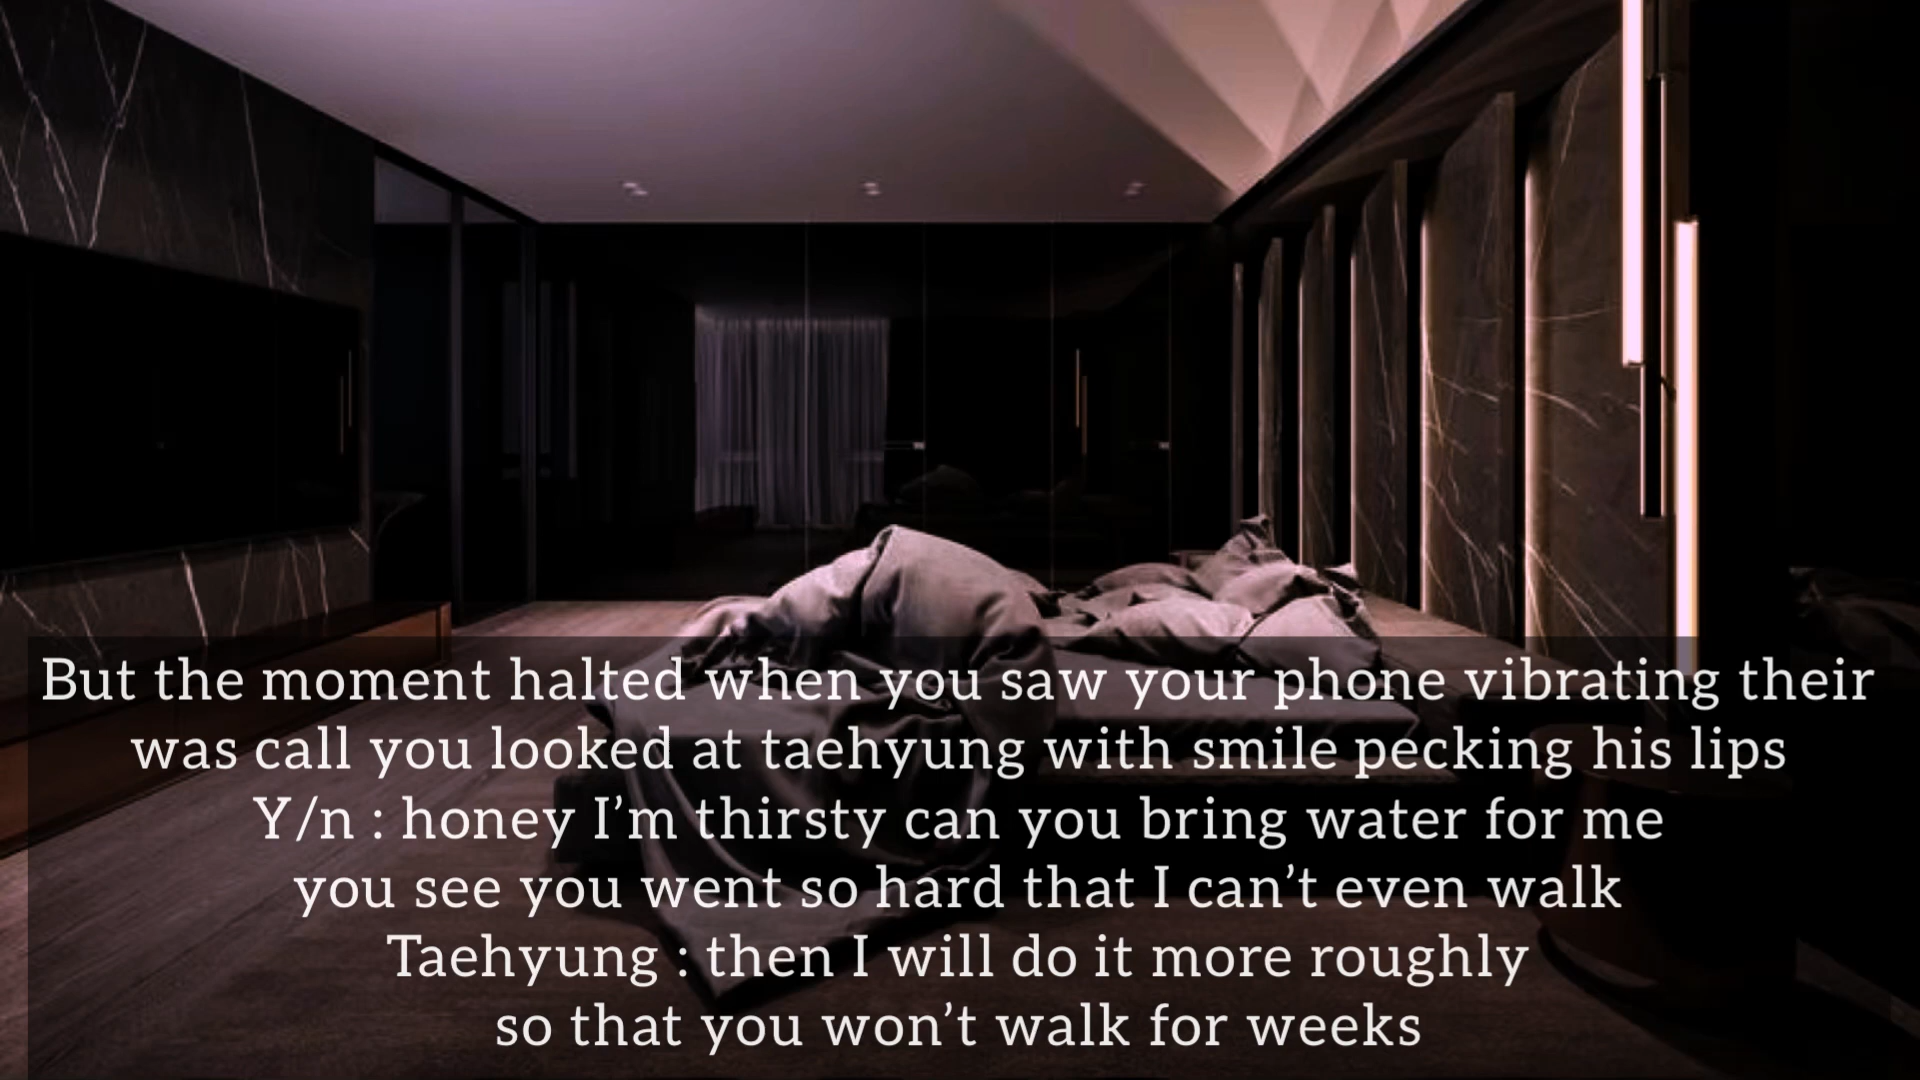 But the moment halted when you saw your phone vibrating their
was call you looked at taehyung with smile pecking his lips
Y/n : honey I’m thirsty can you bring water for me
you see you went so hard that I can’t even walk
Taehyung : then I will do it more roughly
so that you won’t walk for weeks